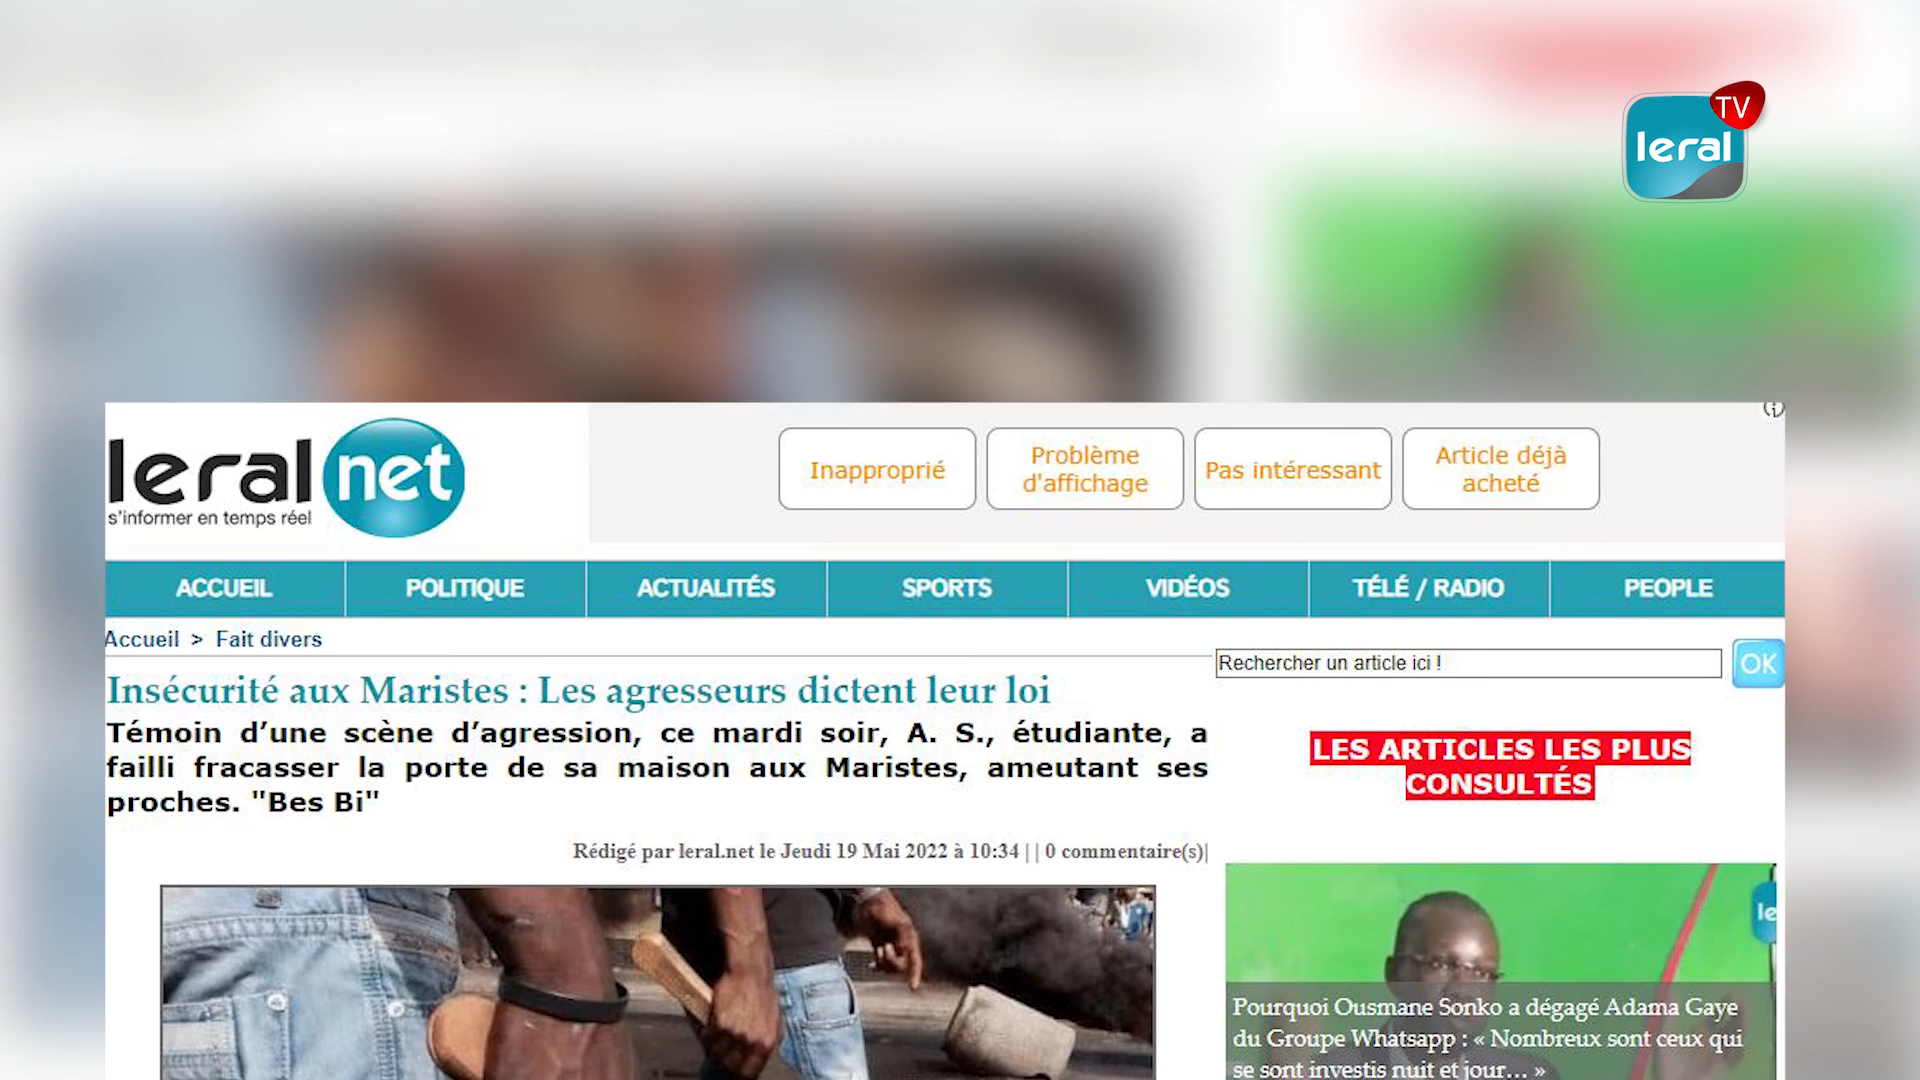 TV
leral
leral net
s'informer en temps réel
Inapproprié
Problème
d'affichage
Pas intéressant
Article déjà
acheté
ACCUEIL
POLITIQUE
ACTUALITÉS
SPORTS
VIDÉOS
TÉLÉ / RADIO
PEOPLE
Accueil > Fait divers
Rechercher un article ici !
OK
Insécurité aux Maristes : Les agresseurs dictent leur loi
Témoin d’une scène d’agression, ce mardi soir, A. S., étudiante, a
failli fracasser la porte de sa maison aux Maristes, ameutant ses
proches. "Bes Bi"
Rédigé par leral.net le Jeudi 19 Mai 2022 à 10:34 | | 0 commentaire(s)|
LES ARTICLES LES PLUS
CONSULTÉS
le
Pourquoi Ousmane Sonko a dégagé Adama Gaye
du Groupe Whatsapp : « Nombreux sont ceux qui
se sont investis nuit et jour... »